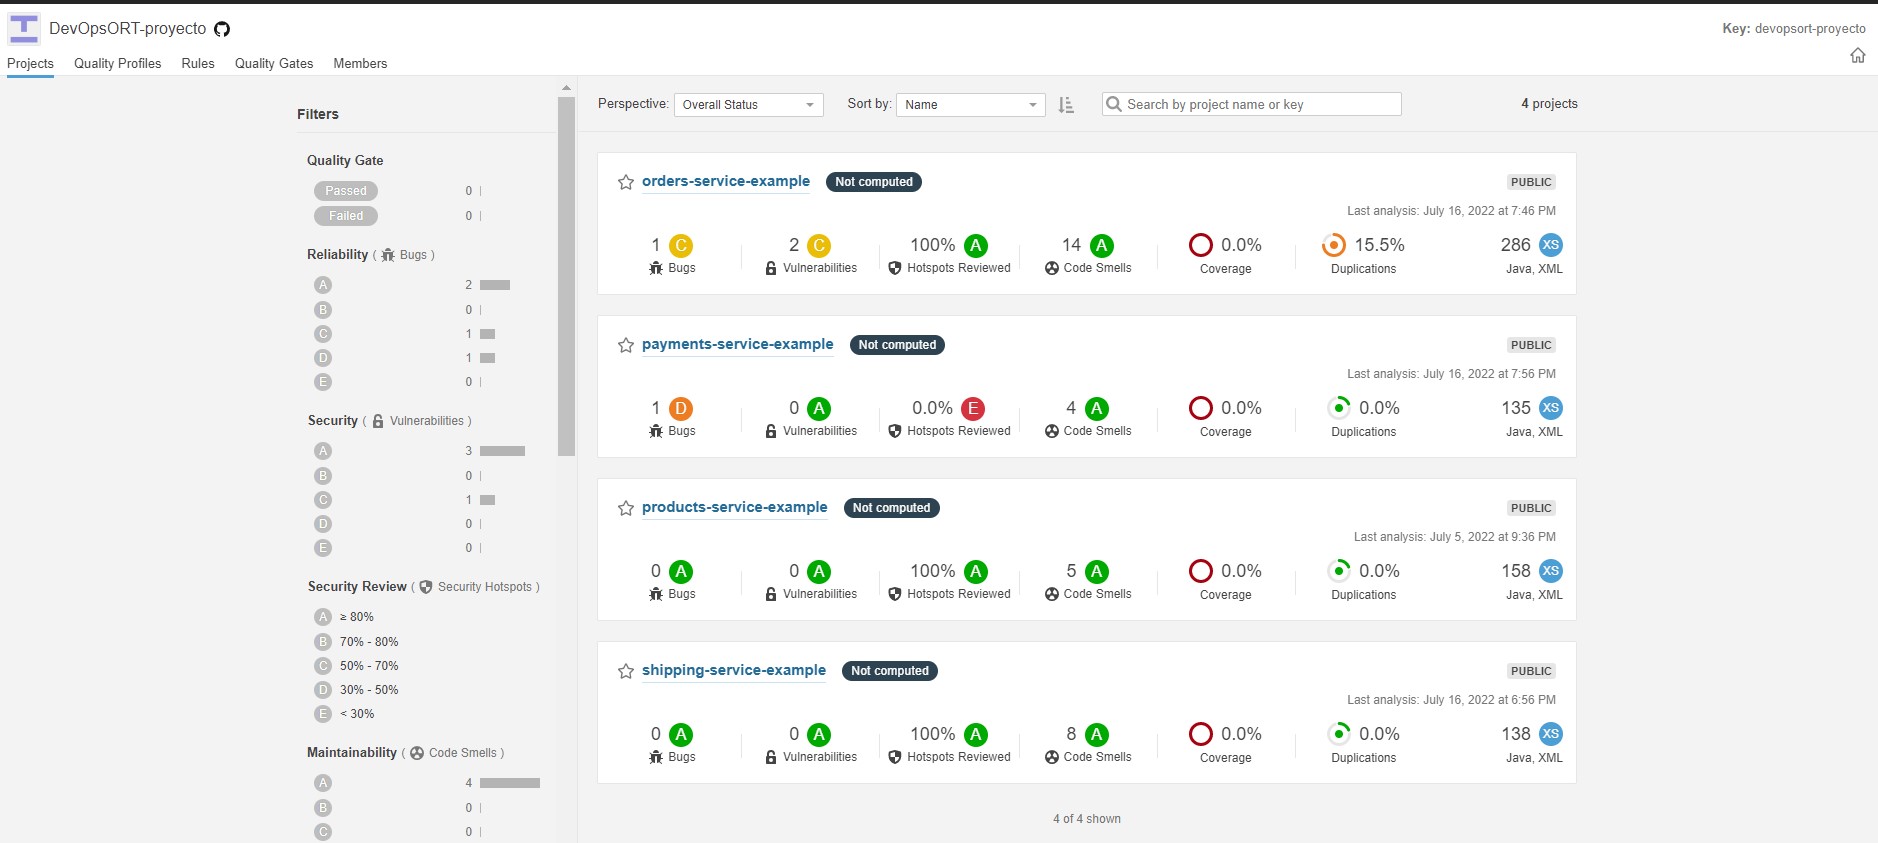 DevOpsORT-proyecto
Key: devopsort-proyecto
Projects Quality Profiles Rules Quality Gates Members
Filters
Quality Gate
Passed 0
Failed 0
Reliability ( Bugs )
A 2
B 0
C 1
D 1
E 0
Security ( Vulnerabilities )
A 3
B 0
C 1
D 0
E 0
Security Review ( Security Hotspots )
A ≥ 80%
B 70% - 80%
C 50% - 70%
D 30% - 50%
E < 30%
Maintainability ( Code Smells )
A 4
B 0
C 0
Perspective: Overall Status Sort by: Name Search by project name or key 4 projects
orders-service-example Not computed PUBLIC
Last analysis: July 16, 2022 at 7:46 PM
1 C 2 C 100% A 14 A 0.0% 15.5% 286 XS
Bugs Vulnerabilities Hotspots Reviewed Code Smells Coverage Duplications Java, XML
payments-service-example Not computed PUBLIC
Last analysis: July 16, 2022 at 7:56 PM
1 D 0 A 0.0% E 4 A 0.0% 0.0% 135 XS
Bugs Vulnerabilities Hotspots Reviewed Code Smells Coverage Duplications Java, XML
products-service-example Not computed PUBLIC
Last analysis: July 5, 2022 at 9:36 PM
0 A 0 A 100% A 5 A 0.0% 0.0% 158 XS
Bugs Vulnerabilities Hotspots Reviewed Code Smells Coverage Duplications Java, XML
shipping-service-example Not computed PUBLIC
Last analysis: July 16, 2022 at 6:56 PM
0 A 0 A 100% A 8 A 0.0% 0.0% 138 XS
Bugs Vulnerabilities Hotspots Reviewed Code Smells Coverage Duplications Java, XML
4 of 4 shown